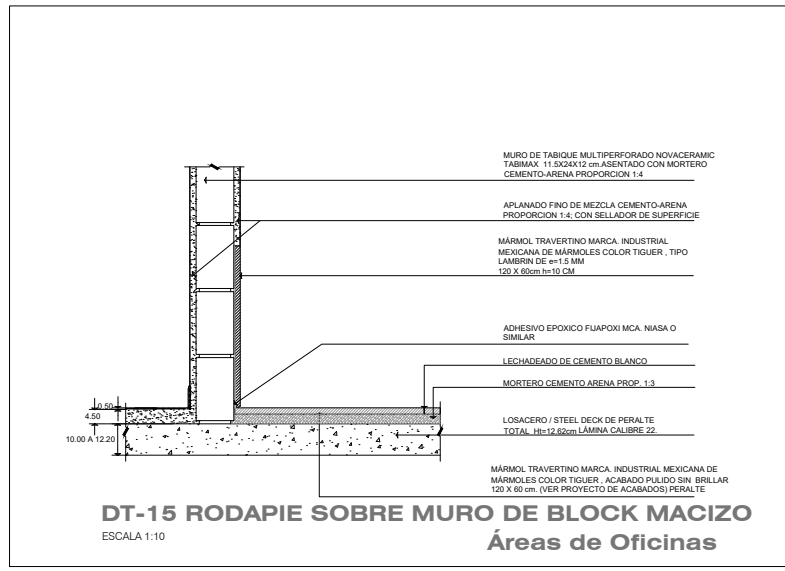 MURO DE TABIQUE MULTIPERFORADO NOVACERAMIC
TABIMAX 11.5X24X12 cm.ASENTADO CON MORTERO
CEMENTO-ARENA PROPORCION 1:4
APLANADO FINO DE MEZCLA CEMENTO-ARENA
PROPORCION 1:4; CON SELLADOR DE SUPERFICIE
MÁRMOL TRAVERTINO MARCA. INDUSTRIAL
MEXICANA DE MÁRMOLES COLOR TIGUER , TIPO
LAMBRIN DE e=1.5 MM
120 X 60cm h=10 CM
ADHESIVO EPOXICO FIJAPOXI MCA. NIASA O
SIMILAR
LECHADEADO DE CEMENTO BLANCO
MORTERO CEMENTO ARENA PROP. 1:3
0.50
4.50
10.00 A 12.20
LOSACERO / STEEL DECK DE PERALTE
TOTAL Ht=12.62cm LÁMINA CALIBRE 22.
MÁRMOL TRAVERTINO MARCA. INDUSTRIAL MEXICANA DE
MÁRMOLES COLOR TIGUER , ACABADO PULIDO SIN BRILLAR
120 X 60 cm. (VER PROYECTO DE ACABADOS) PERALTE
DT-15 RODAPIE SOBRE MURO DE BLOCK MACIZO
ESCALA 1:10
Áreas de Oficinas